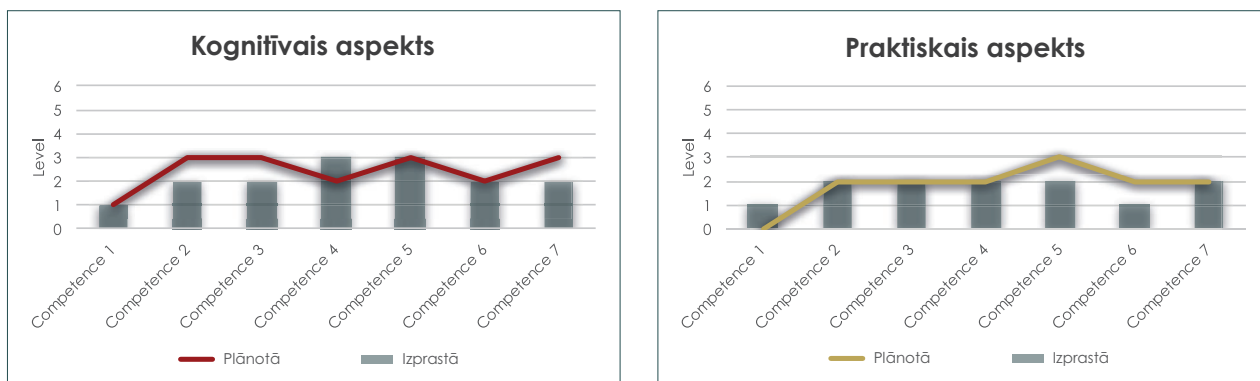 Kognitīvais aspekts
6
5
4
3
2
1
0
Level
Competence 1
Competence 2
Competence 3
Competence 4
Competence 5
Competence 6
Competence 7
Plānotā
Izprastā
Praktiskais aspekts
6
5
4
3
2
1
0
Level
Competence 1
Competence 2
Competence 3
Competence 4
Competence 5
Competence 6
Competence 7
Plānotā
Izprastā